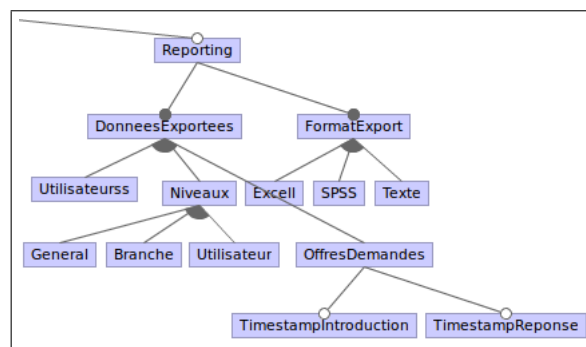 Reporting
DonneesExportees FormatExport
Utilisateurss Niveaux Excell SPSS Texte
General Branche Utilisateur OffresDemandes
TimestampIntroduction TimestampReponse